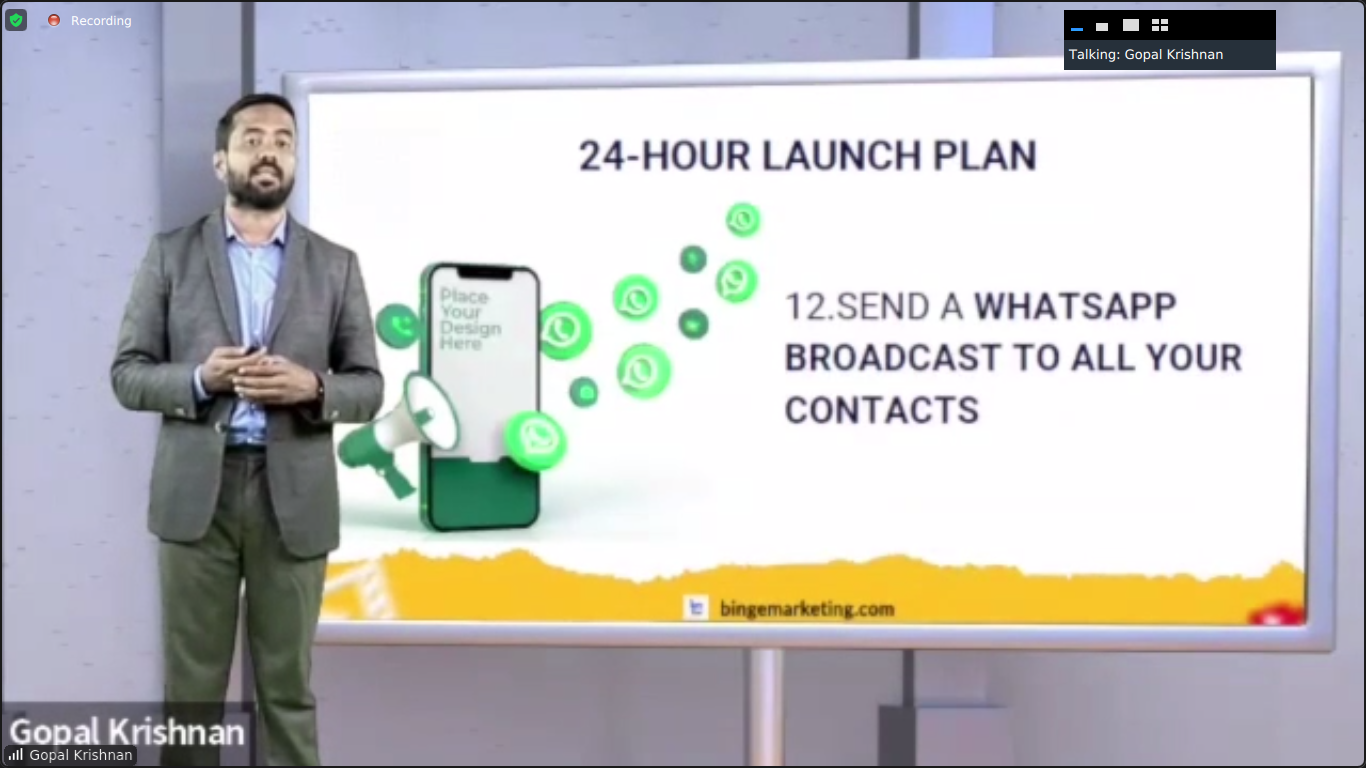 Recording
Talking: Gopal Krishnan
24-HOUR LAUNCH PLAN
Place
Your
Design
Here
12.SEND A WHATSAPP
BROADCAST TO ALL YOUR
CONTACTS
bingemarketing.com
Gopal Krishnan
Gopal Krishnan